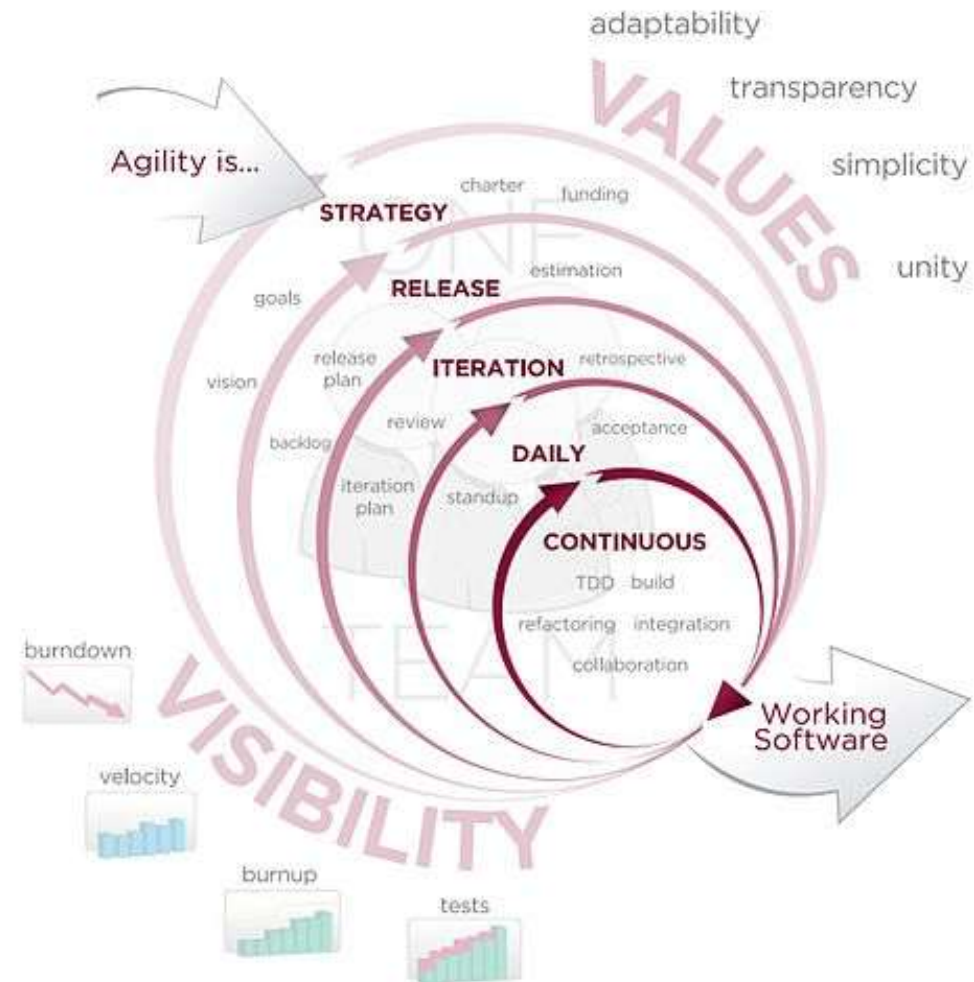 adaptability
VALUES
transparency
Agility is...
simplicity
charter
funding
STRATEGY
ONE
unity
estimation
goals
RELEASE
release
plan
retrospective
ITERATION
vision
review
acceptance
backlog
DAILY
iteration
plan
standup
CONTINUOUS
TDD build
refactoring integration
TEAM
collaboration
burndown
VISIBILITY
Working
Software
velocity
burnup
tests